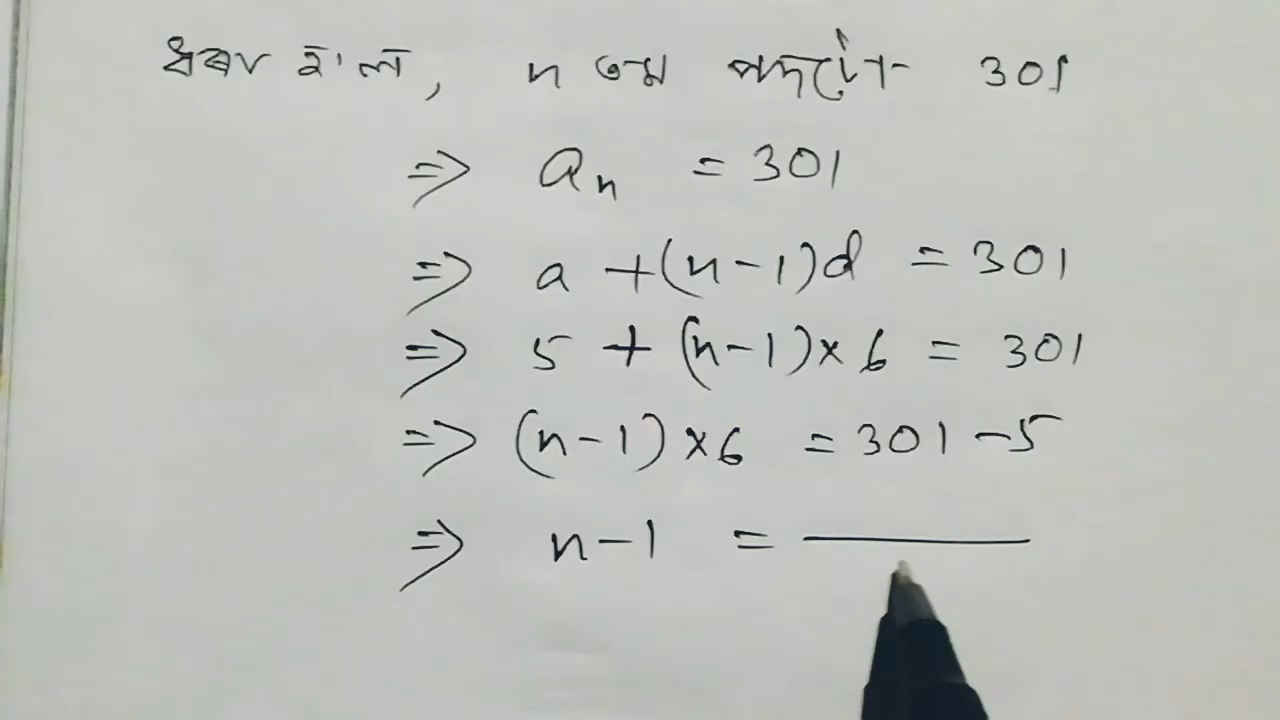 ধৰা হ'ল, n তম পদটো 301
⇒ aₙ = 301
⇒ a + (n-1)d = 301
⇒ 5 + (n-1)×6 = 301
⇒ (n-1)×6 = 301-5
⇒ n-1 =